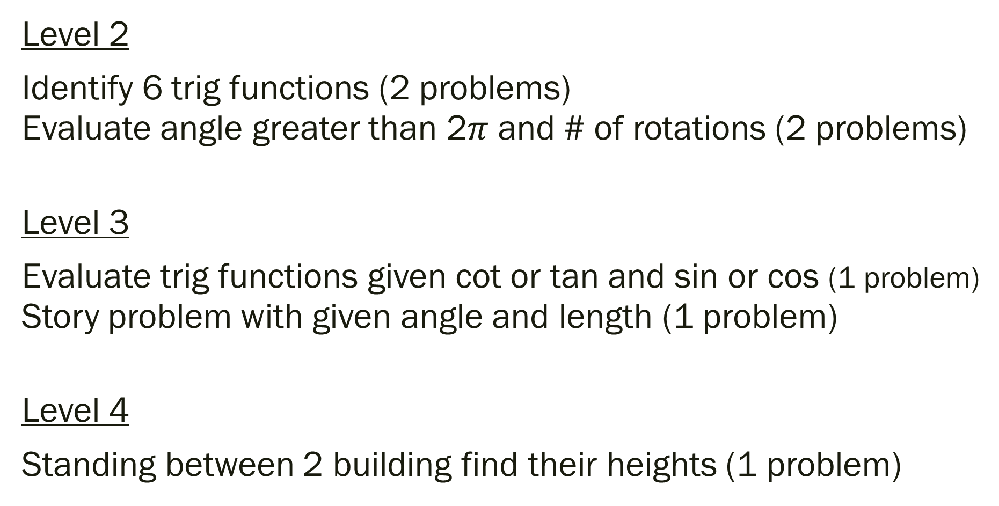 Level 2
Identify 6 trig functions (2 problems)
Evaluate angle greater than 2π and # of rotations (2 problems)
Level 3
Evaluate trig functions given cot or tan and sin or cos (1 problem)
Story problem with given angle and length (1 problem)
Level 4
Standing between 2 building find their heights (1 problem)